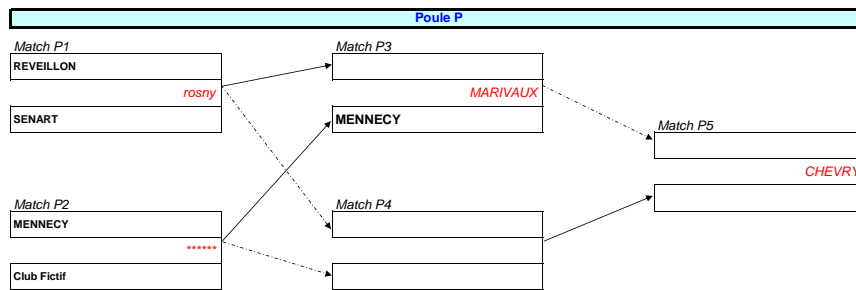 Poule P
Match P1
REVEILLON
rosny
SENART
Match P2
MENNECY
******
Club Fictif
Match P3
MARIVAUX
MENNECY
Match P4
Match P5
CHEVRY